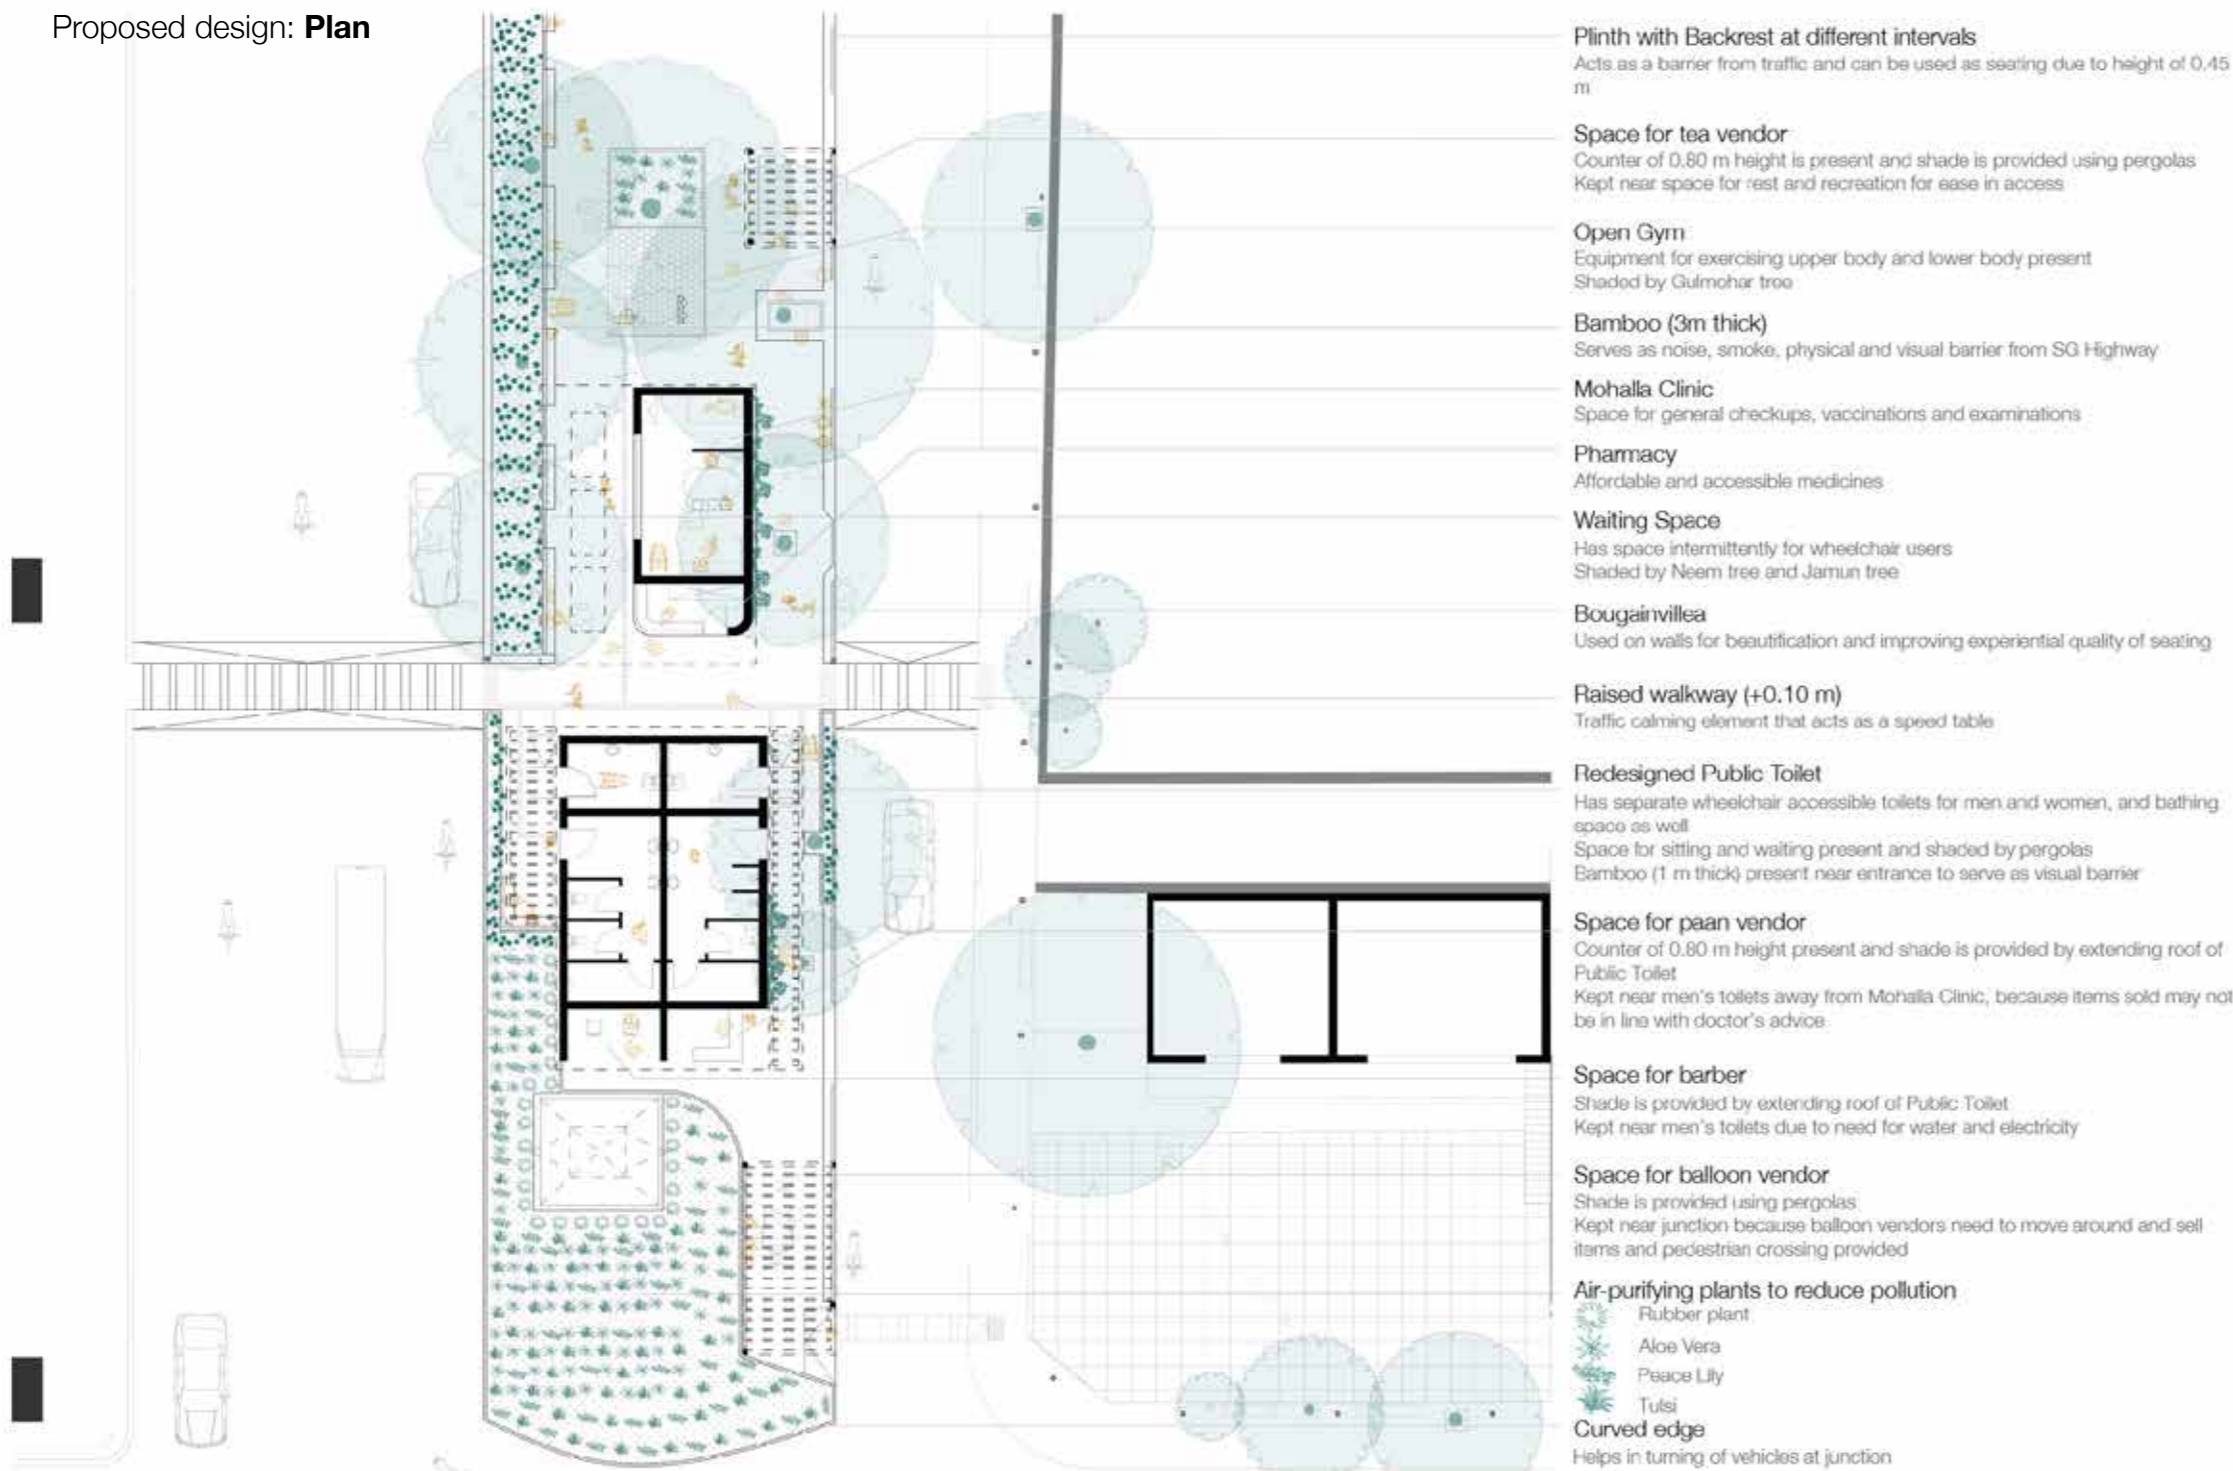 Proposed design: Plan
Plinth with Backrest at different intervals
Acts as a barrier from traffic and can be used as seating due to height of 0.45
m
Space for tea vendor
Counter of 0.80 m height is present and shade is provided using pergolas
Kept near space for rest and recreation for ease in access
Open Gym
Equipment for exercising upper body and lower body present
Shaded by Gulmohar tree
Bamboo (3m thick)
Serves as noise, smoke, physical and visual barrier from SG Highway
Mohalla Clinic
Space for general checkups, vaccinations and examinations
Pharmacy
Affordable and accessible medicines
Waiting Space
Has space intermittently for wheelchair users
Shaded by Neem tree and Jamun tree
Bougainvillea
Used on walls for beautification and improving experiential quality of seating
Raised walkway (+0.10 m)
Traffic calming element that acts as a speed table
Redesigned Public Toilet
Has separate wheelchair accessible toilets for men and women, and bathing
space as well
Space for sitting and waiting present and shaded by pergolas
Bamboo (1 m thick) present near entrance to serve as visual barrier
Space for paan vendor
Counter of 0.80 m height present and shade is provided by extending roof of
Public Toilet
Kept near men's toilets away from Mohalla Clinic, because items sold may not
be in line with doctor's advice
Space for barber
Shade is provided by extending roof of Public Toilet
Kept near men's toilets due to need for water and electricity
Space for balloon vendor
Shade is provided using pergolas
Kept near junction because balloon vendors need to move around and sell
items and pedestrian crossing provided
Air-purifying plants to reduce pollution
Rubber plant
Aloe Vera
Peace Lily
Tulsi
Curved edge
Helps in turning of vehicles at junction